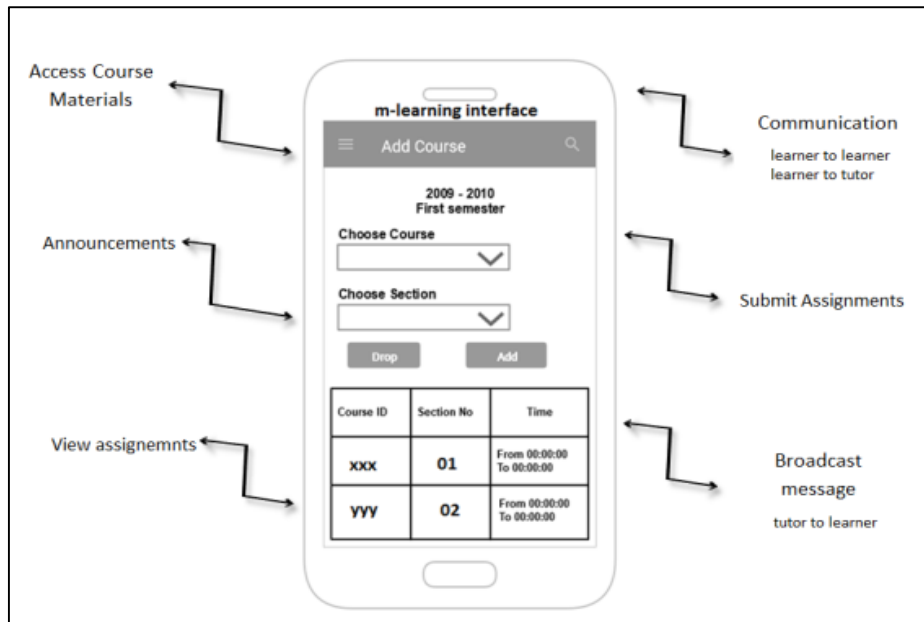 Access Course
Materials
Announcements
View assignemnts
m-learning interface
Add Course
2009 - 2010
First semester
Choose Course
Choose Section
Drop Add
Course ID Section No Time
xxx 01 From 00:00:00
To 00:00:00
yyy 02 From 00:00:00
To 00:00:00
Communication
learner to learner
learner to tutor
Submit Assignments
Broadcast
message
tutor to learner